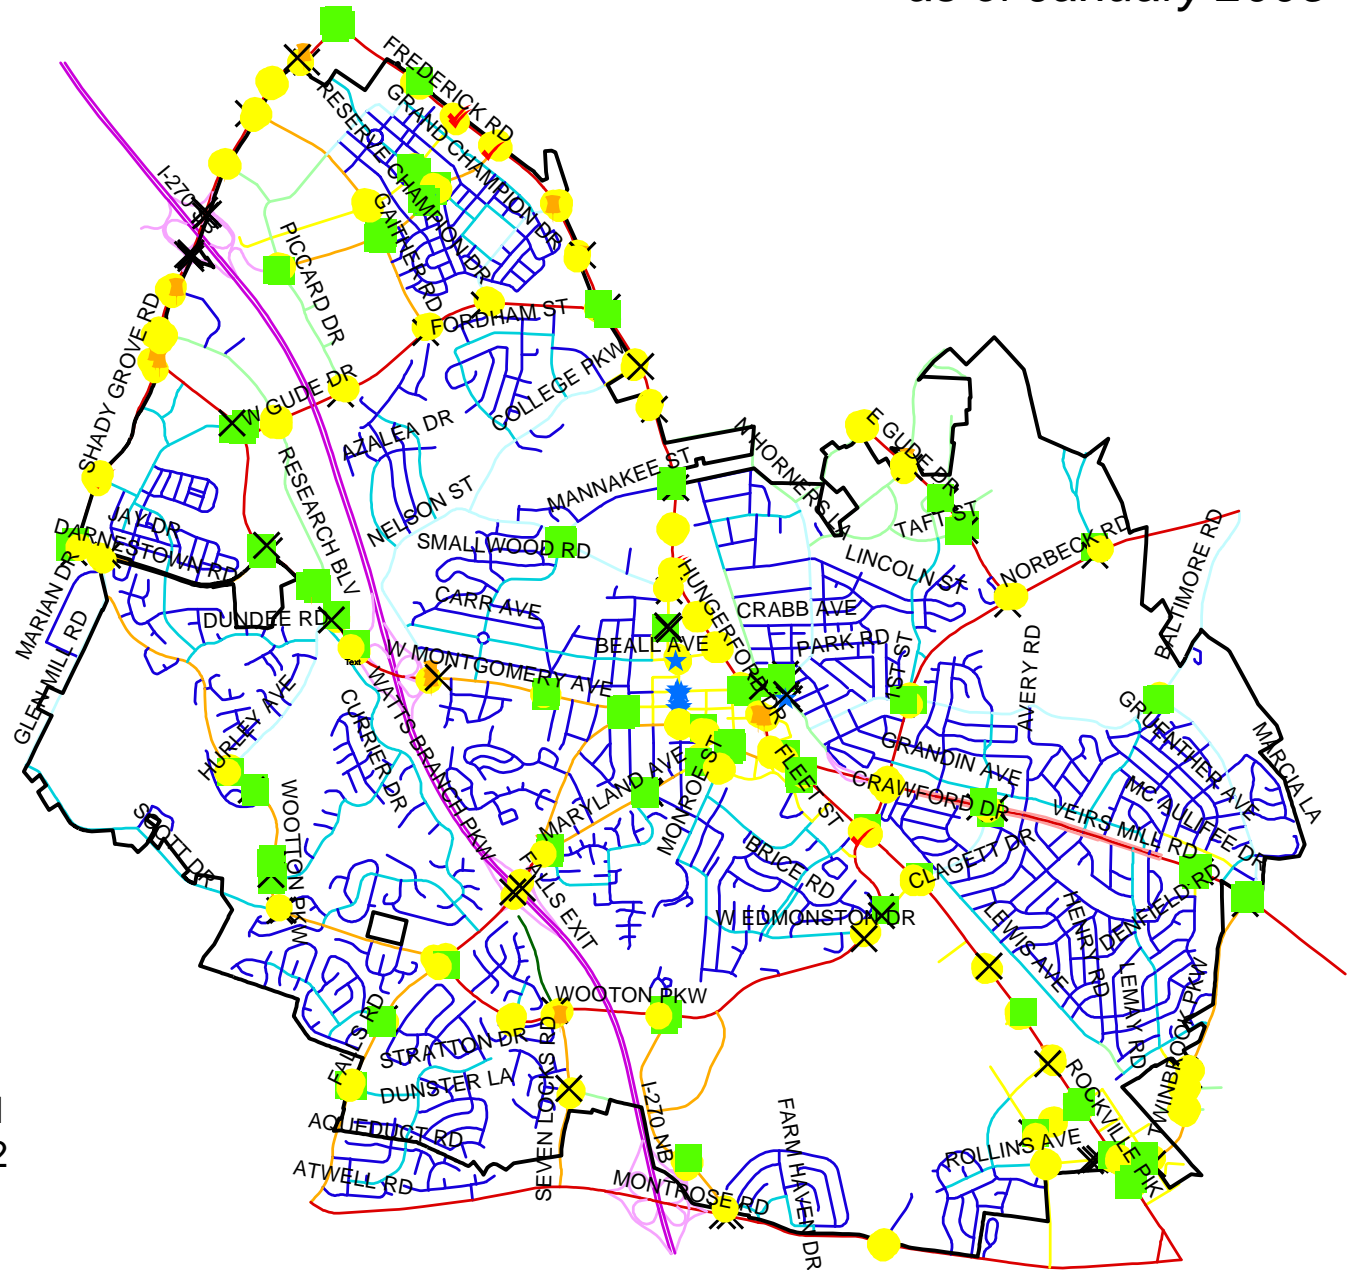 FREDERICK RD
GRAND CHAMPION DR
RESERVE CHAMPION DR
I-270
GAITHER RD
PICCARD DR
FORDHAM ST
SHADY GROVE RD
COLLEGE PKW
W GUDE DR
AZALEA DR
N HORNERS LA
E GUDE DR
RESEARCH BLV
NELSON ST
MANNAKEE ST
TAFT ST
JAY DR
DARNESTOWN RD
SMALLWOOD RD
LINCOLN ST
NORBECK RD
BALTIMORE RD
MARIAN DR
HUNGERFORD DR
CARR AVE
CRABB AVE
DUNDEE RD
BEALL AVE
PARK RD
GLEN MILL RD
Text
W MONTGOMERY AVE
1ST ST
AVERY RD
WATTS BRANCH PKW
HURLEY AVE
CURRIER DR
GRUENTHER AVE
MARCIA LA
GRANDIN AVE
FLEET ST
CRAWFORD DR
MARYLAND AVE
MONROE ST
VEIRS MILL RD
MC AULIFFE DR
WOOTTON PKW
SCOTT DR
FALLS EXIT
BRICE RD
CLAGETT DR
DENFIELD RD
W EDMONSTON DR
LEWIS AVE
HENRY RD
LEMAY RD
WOOTON PKW
FALLS RD
STRATTON DR
SEVEN LOCKS RD
TWINBROOK PKW
DUNSTER LA
ROCKVILLE PIK
I-270 NB
AQUEDUCT RD
FARM HAVEN DR
ROLLINS AVE
2
ATWELL RD
MONTROSE RD